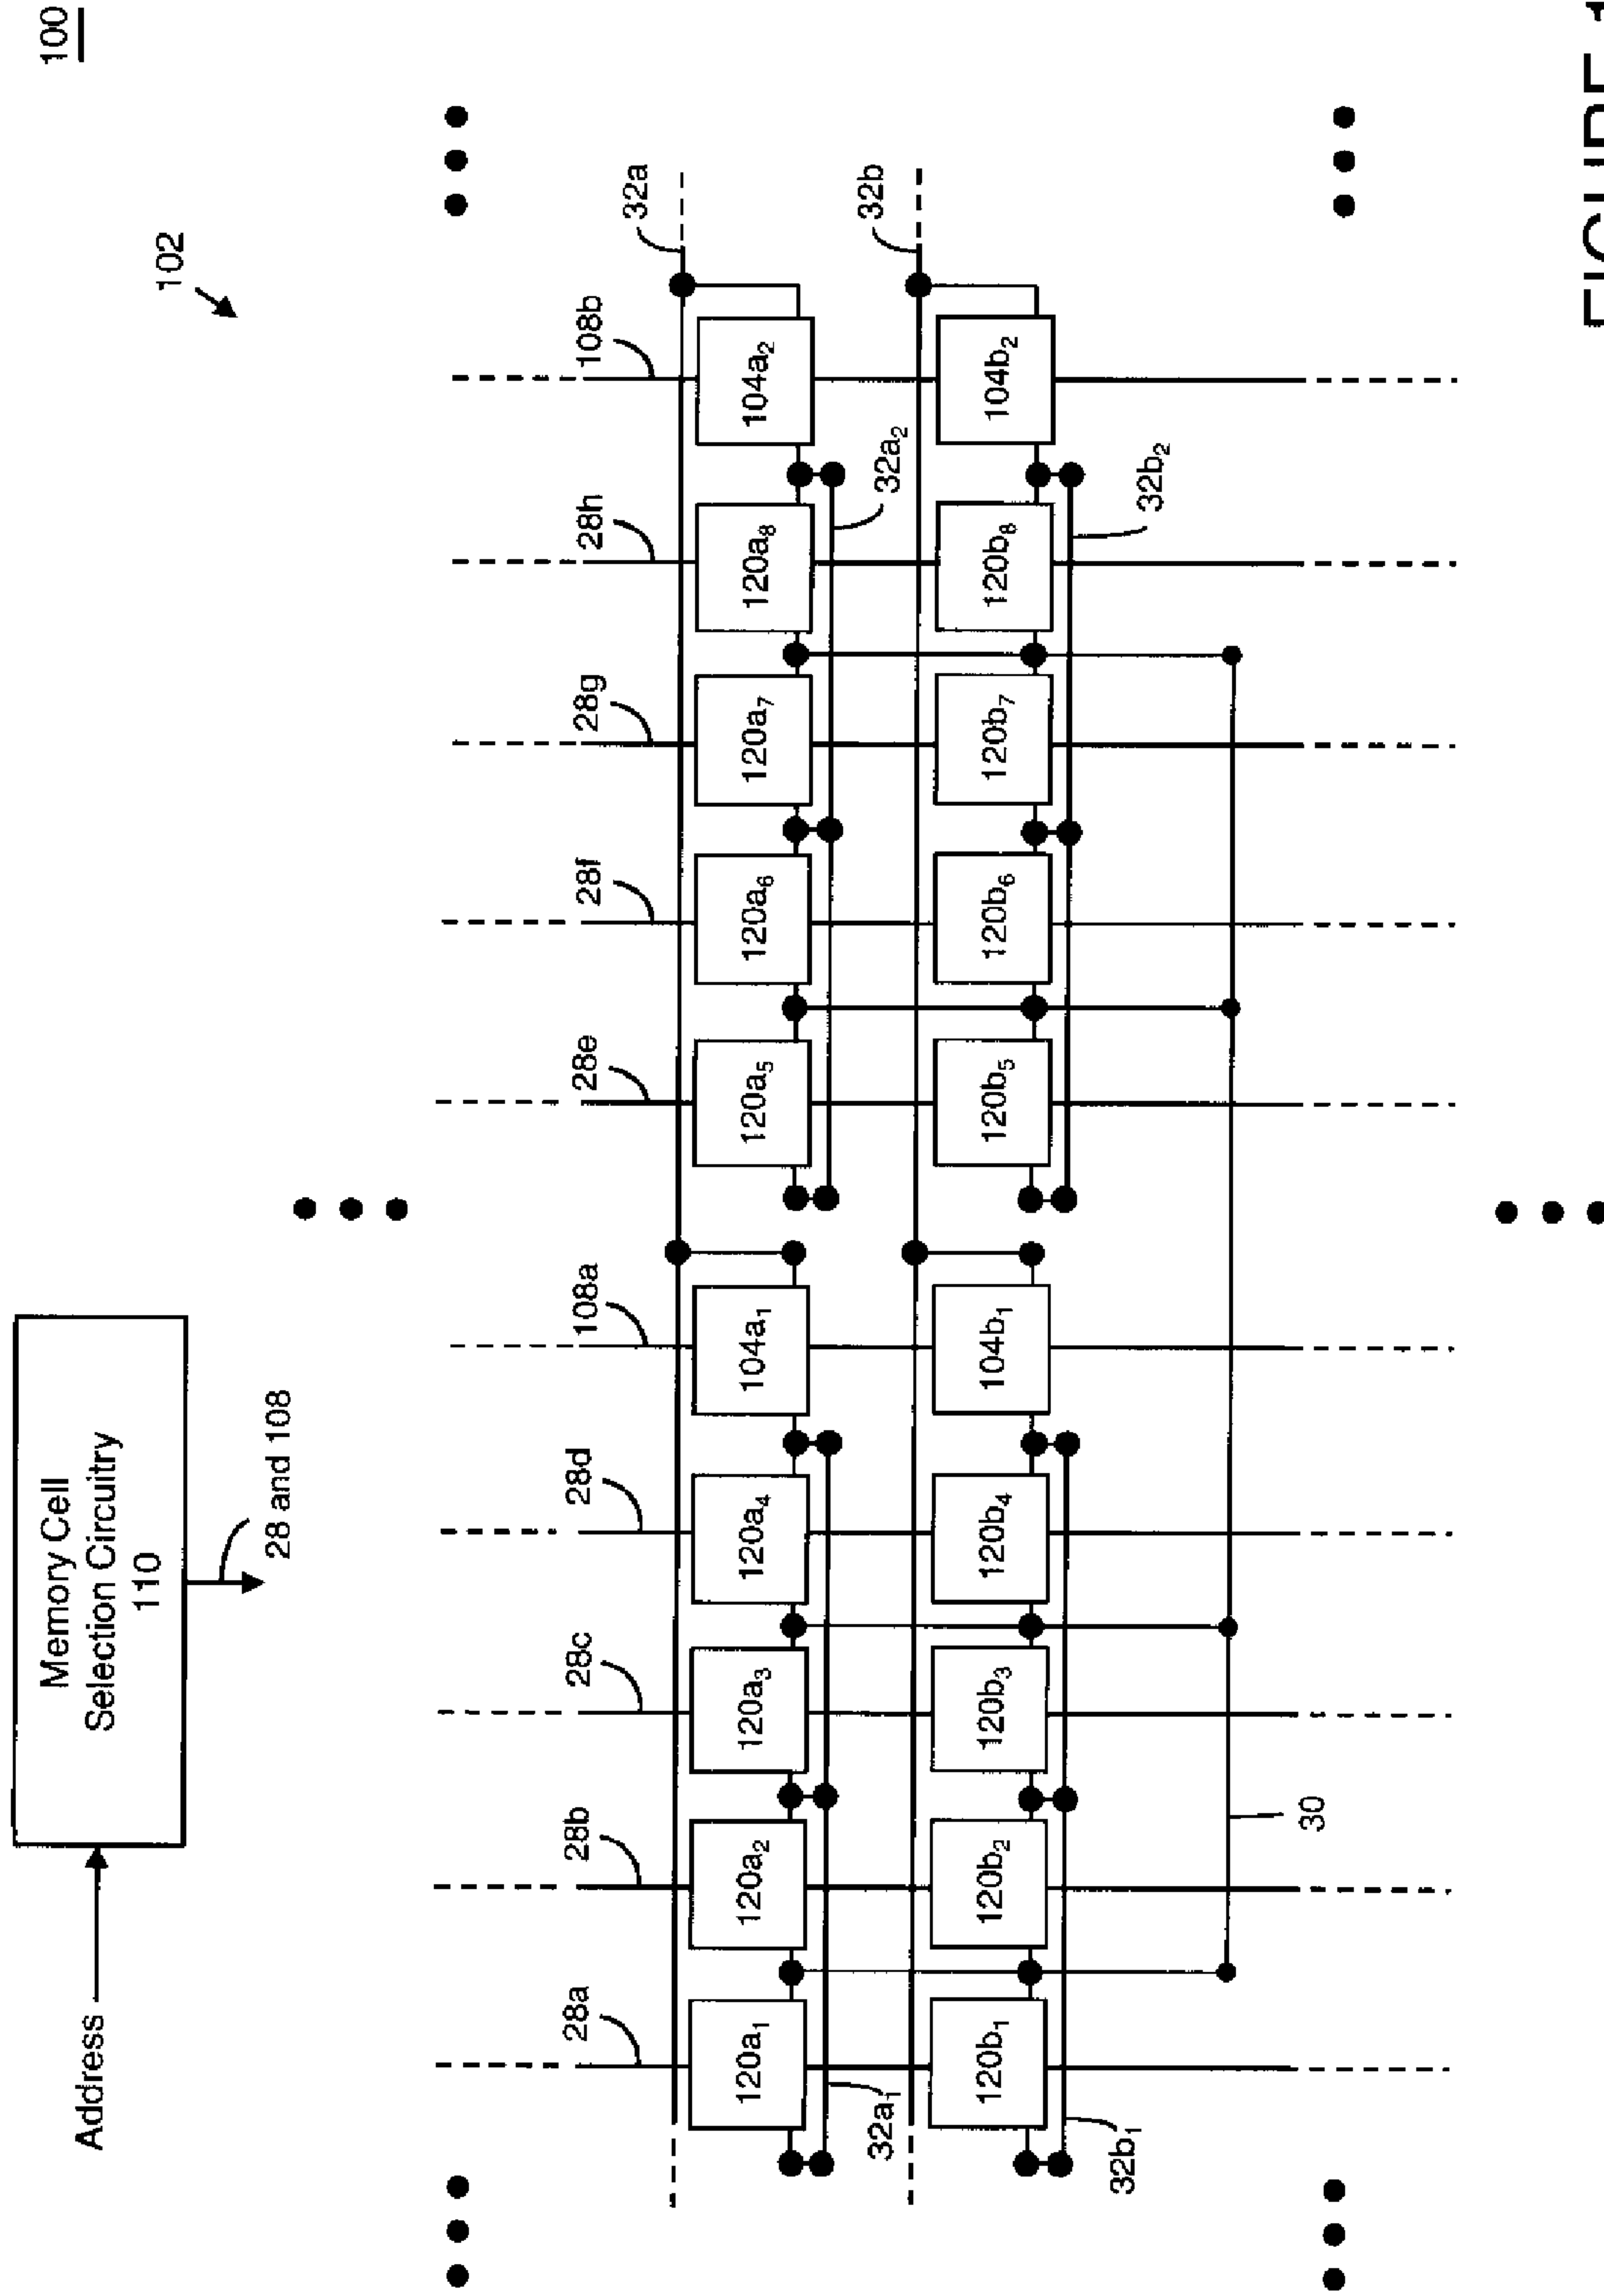 100
Memory Cell
Selection Circuitry
110
Address
28 and 108
102
28a 28b 28c 28d 108a 28e 28f 28g 28h 108b
32a
120a₁ 120a₂ 120a₃ 120a₄ 104a₁ 120a₅ 120a₆ 120a₇ 120a₈ 104a₂
32a₁ 32a₂
32b
120b₁ 120b₂ 120b₃ 120b₄ 104b₁ 120b₅ 120b₆ 120b₇ 120b₈ 104b₂
32b₁ 32b₂
30